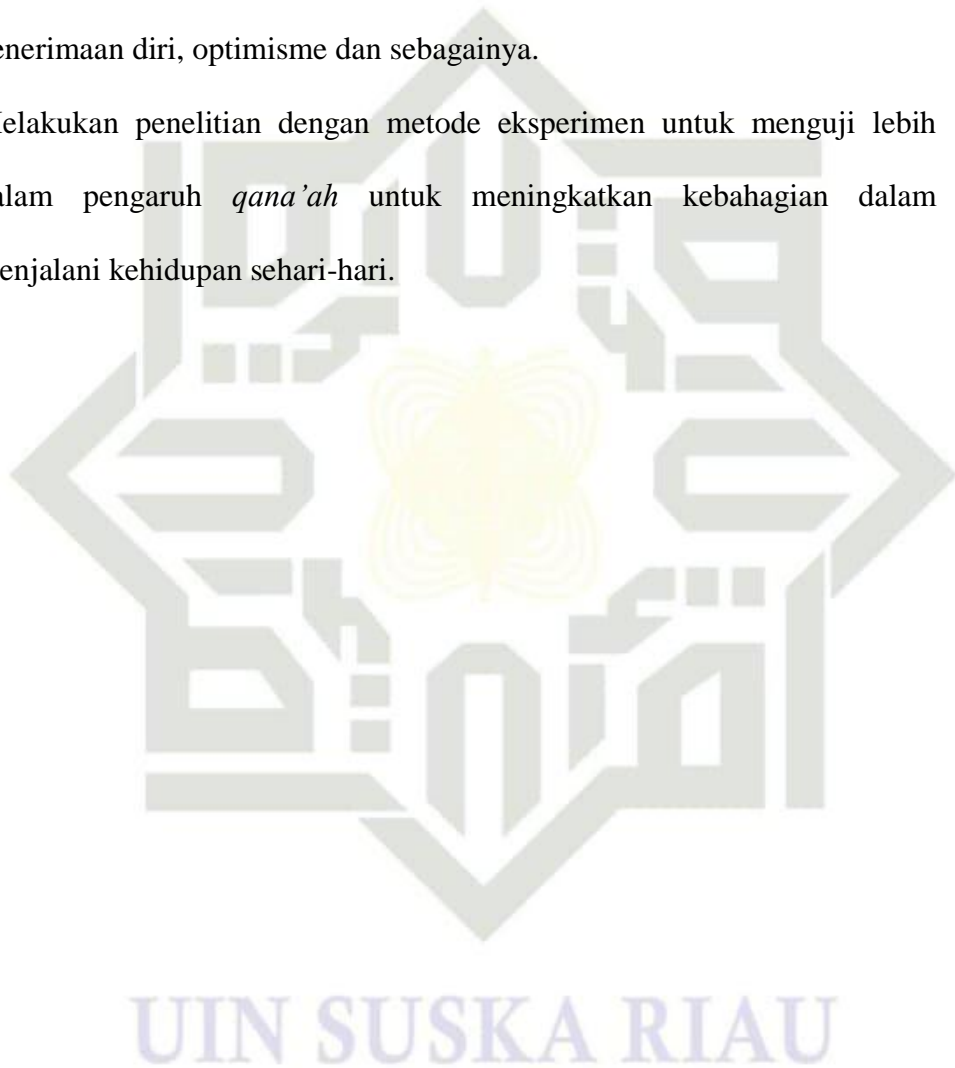 enerimaan diri, optimisme dan sebagainya.
elakukan penelitian dengan metode eksperimen untuk menguji lebih
alam pengaruh qana’ah untuk meningkatkan kebahagian dalam
enjalani kehidupan sehari-hari.
UIN SUSKA RIAU